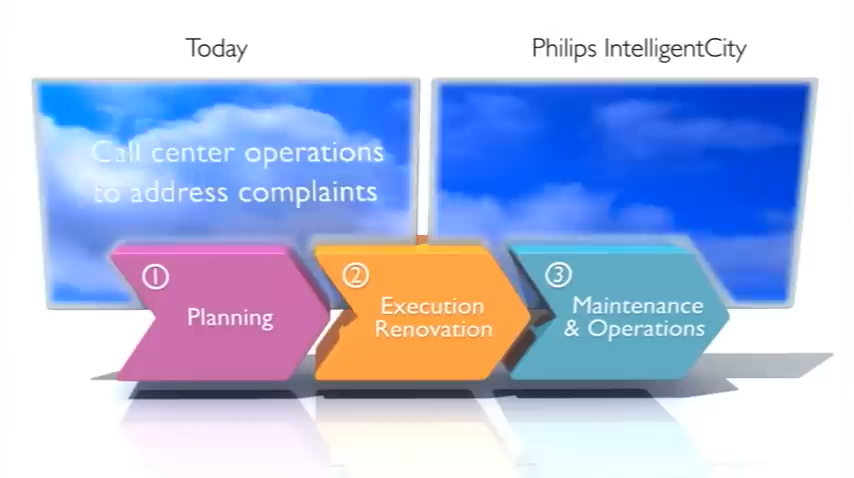 Today
Philips IntelligentCity
Call center operations
to address complaints
1
Planning
2
Execution
Renovation
3
Maintenance
& Operations